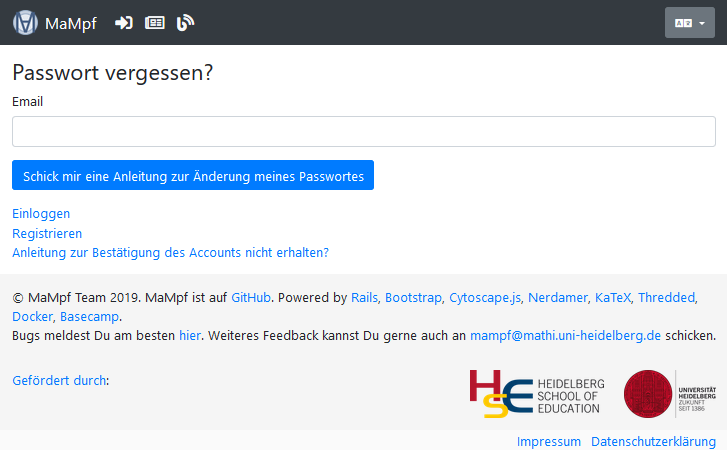 MaMpf
Passwort vergessen?
Email
Schick mir eine Anleitung zur Änderung meines Passwortes
Einloggen
Registrieren
Anleitung zur Bestätigung des Accounts nicht erhalten?
© MaMpf Team 2019. MaMpf ist auf GitHub. Powered by Rails, Bootstrap, Cytoscape.js, Nerdamer, KaTeX, Thredded,
Docker, Basecamp.
Bugs meldest Du am besten hier. Weiteres Feedback kannst Du gerne auch an mampf@mathi.uni-heidelberg.de schicken.
Gefördert durch:
HSE
HEIDELBERG
SCHOOL OF
EDUCATION
UNIVERSITÄT
HEIDELBERG
ZUKUNFT
SEIT 1386
Impressum Datenschutzerklärung